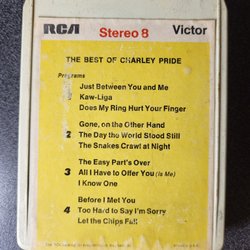 RCA Stereo 8 Victor
THE BEST OF CHARLEY PRIDE
Programs
Just Between You and Me
1 Kaw-Liga
Does My Ring Hurt Your Finger
Gone, on the Other Hand
2 The Day the World Stood Still
The Snakes Crawl at Night
The Easy Part's Over
3 All I Have to Offer You (Is Me)
I Know One
Before I Met You
4 Too Hard to Say I'm Sorry
Let the Chips Fall